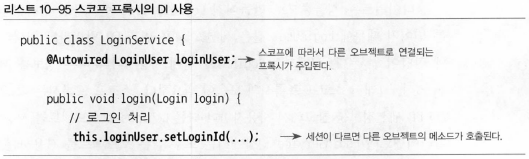 리스트 10-95 스코프 프록시의 DI 사용
public class LoginService {
@Autowired LoginUser loginUser; → 스코프에 따라서 다른 오브젝트로 연결되는
프록시가 주입된다.
public void login(Login login) {
// 로그인 처리
this.loginUser.setLoginId(...); → 세션이 다르면 다른 오브젝트의 메소드가 호출된다.